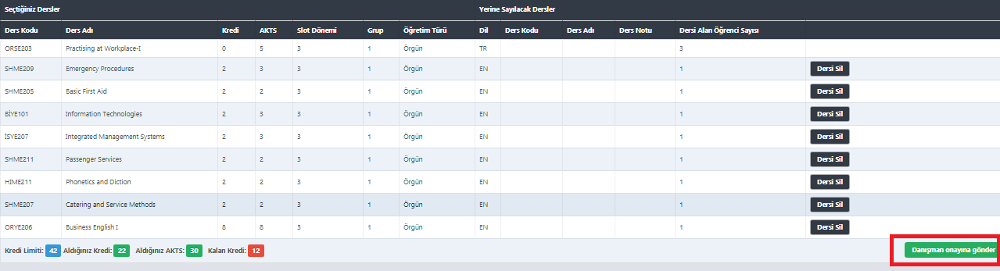 Seçtiğiniz Dersler Yerine Sayılacak Dersler
Ders Kodu Ders Adı Kredi AKTS Slot Dönemi Grup Öğretim Türü Dil Ders Kodu Ders Adı Ders Notu Dersi Alan Öğrenci Sayısı
ORSE203 Practising at Workplace-I 0 5 3 1 Örgün TR 3
SHME209 Emergency Procedures 2 3 3 1 Örgün EN 1 Dersi Sil
SHME205 Basic First Aid 2 2 3 1 Örgün EN 1 Dersi Sil
BİYE101 Information Technologies 2 3 3 1 Örgün EN 1 Dersi Sil
İSYE207 Integrated Management Systems 2 3 3 1 Örgün EN 1 Dersi Sil
SHME211 Passenger Services 2 2 3 1 Örgün EN 1 Dersi Sil
HIME211 Phonetics and Diction 2 2 3 1 Örgün EN 1 Dersi Sil
SHME207 Catering and Service Methods 2 2 3 1 Örgün EN 1 Dersi Sil
ORYE206 Business English I 8 8 3 1 Örgün EN 1 Dersi Sil
Kredi Limiti: 42 Aldığınız Kredi: 22 Aldığınız AKTS: 30 Kalan Kredi: 12 Danışman onayına gönder